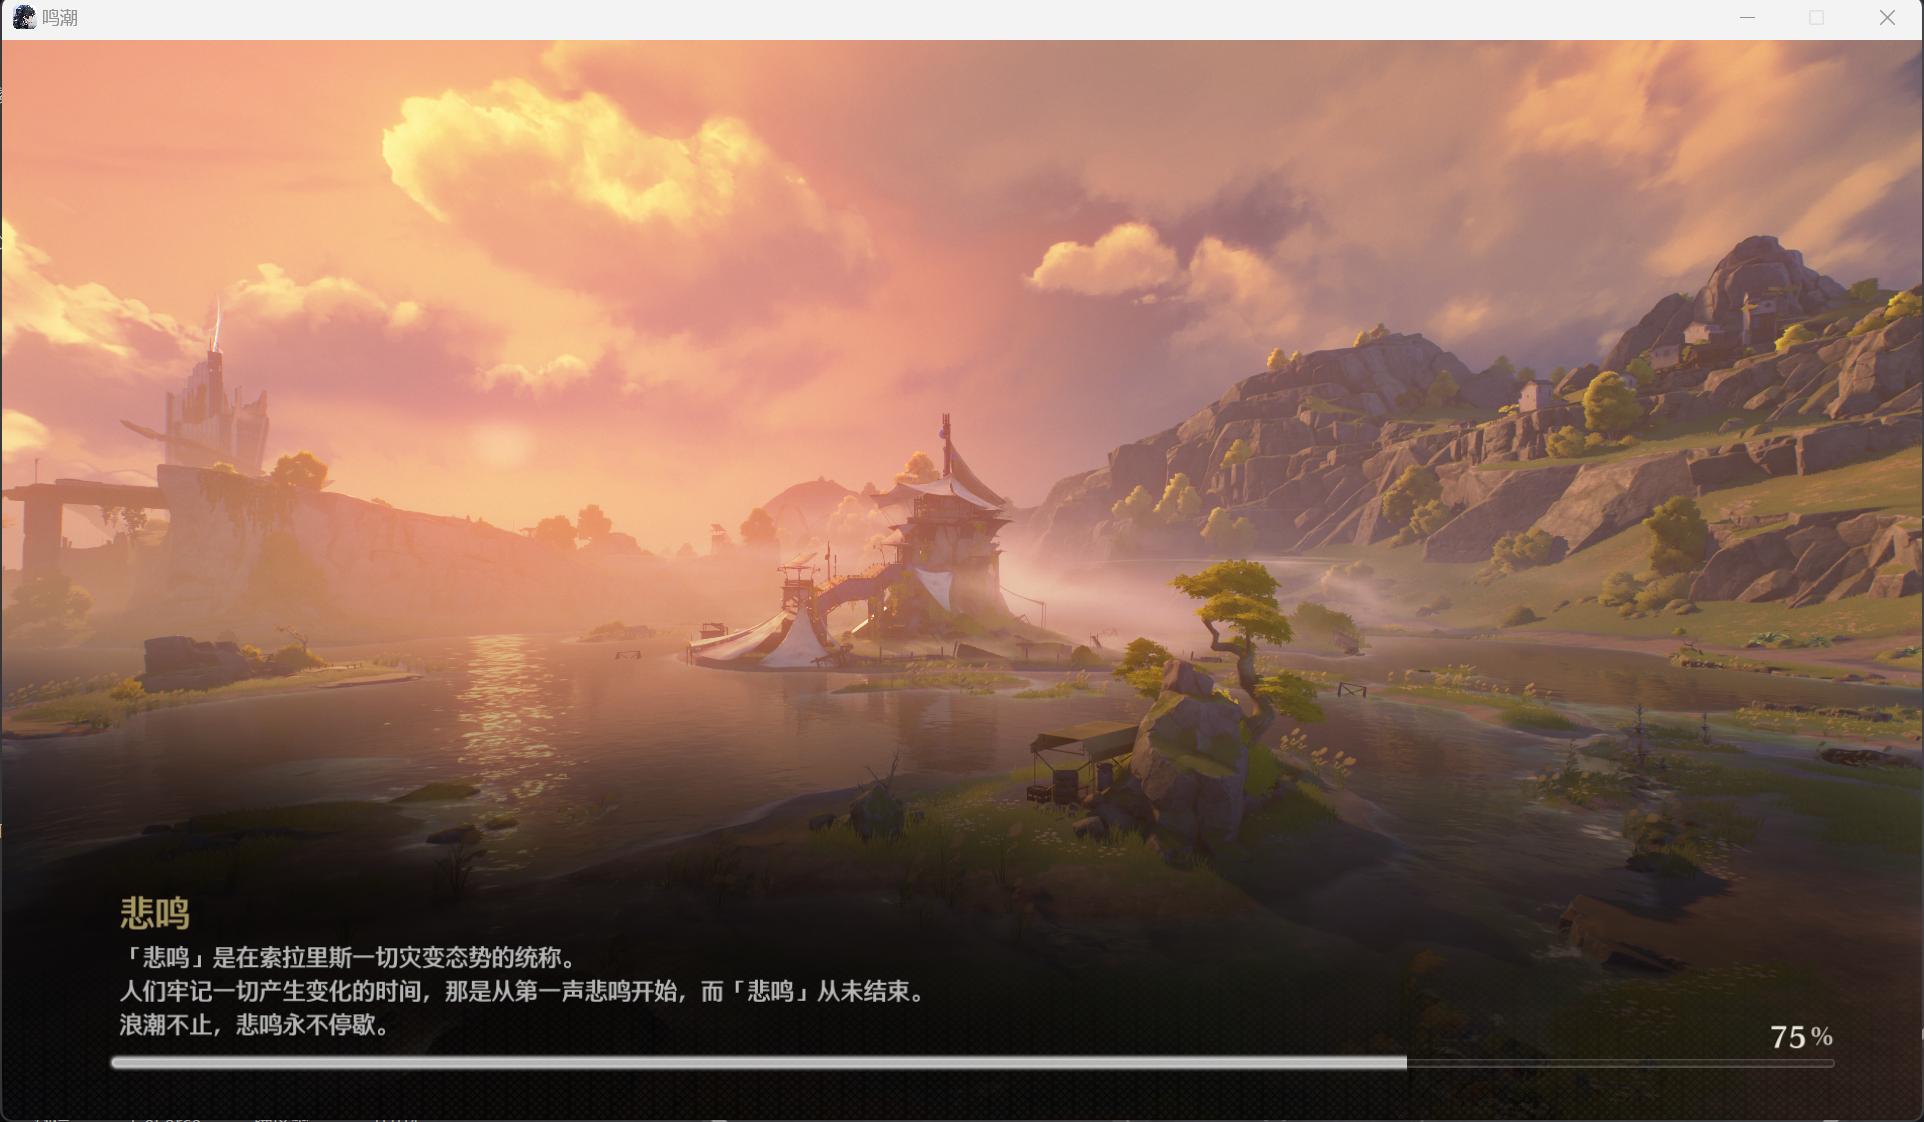 鸣潮
悲鸣
「悲鸣」是在索拉里斯一切灾变态势的统称。
人们牢记一切产生变化的时间，那是从第一声悲鸣开始，而「悲鸣」从未结束。
浪潮不止，悲鸣永不停歇。
75%